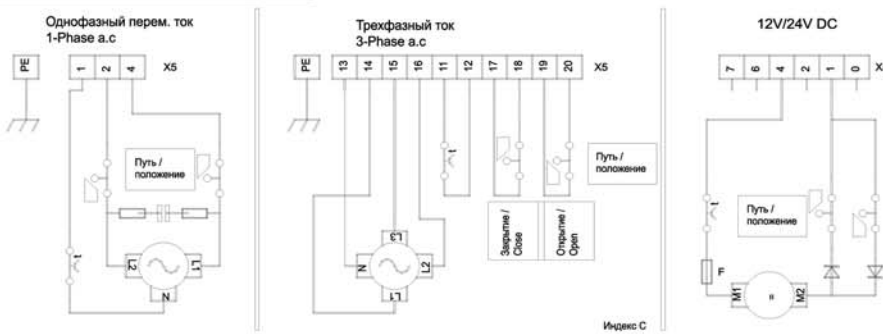 Однофазный перем. ток
1-Phase a.c
PE
1 2 4 X5
Путь /
положение
t
L2 L1
N
Трехфазный ток
3-Phase a.c
PE
13 14 15 16 11 12 17 18 19 20 X5
t
Путь /
положение
Закрытие /
Close
Открытие /
Open
L3
N L2
L1
Индекс C
12V/24V DC
7 6 4 2 1 0 X
Путь /
положение
t
F
M1 M2
=